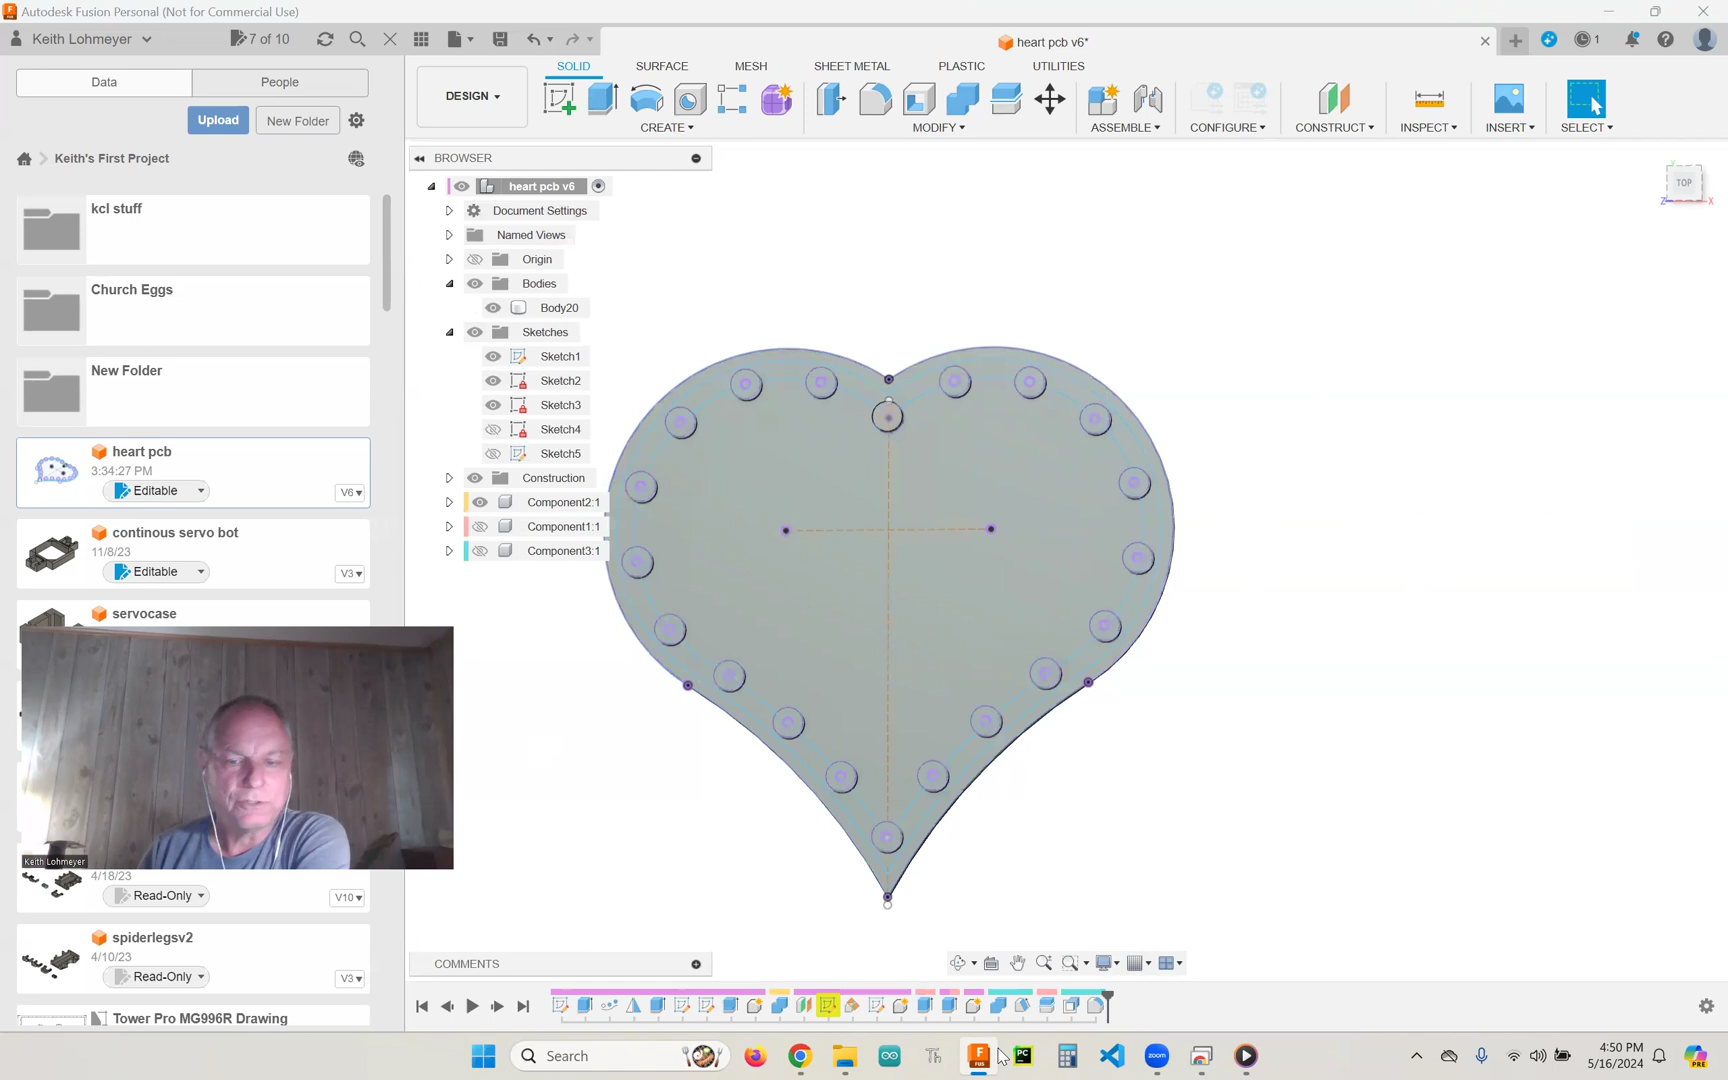 Autodesk Fusion Personal (Not for Commercial Use)
Keith Lohmeyer
7 of 10
heart pcb v6*
1
Data
People
Upload
New Folder
Keith's First Project
kcl stuff
Church Eggs
New Folder
heart pcb
3:34:27 PM
Editable
V6
continous servo bot
11/8/23
Editable
V3
servocase
Keith Lohmeyer
4/18/23
Read-Only
V10
spiderlegsv2
4/10/23
Read-Only
V3
Tower Pro MG996R Drawing
DESIGN
SOLID
SURFACE
MESH
SHEET METAL
PLASTIC
UTILITIES
CREATE
MODIFY
ASSEMBLE
CONFIGURE
CONSTRUCT
INSPECT
INSERT
SELECT
BROWSER
heart pcb v6
Document Settings
Named Views
Origin
Bodies
Body20
Sketches
Sketch1
Sketch2
Sketch3
Sketch4
Sketch5
Construction
Component2:1
Component1:1
Component3:1
TOP
Z
X
COMMENTS
Search
Th
F
FUS
PC
zoom
4:50 PM
5/16/2024
PRE